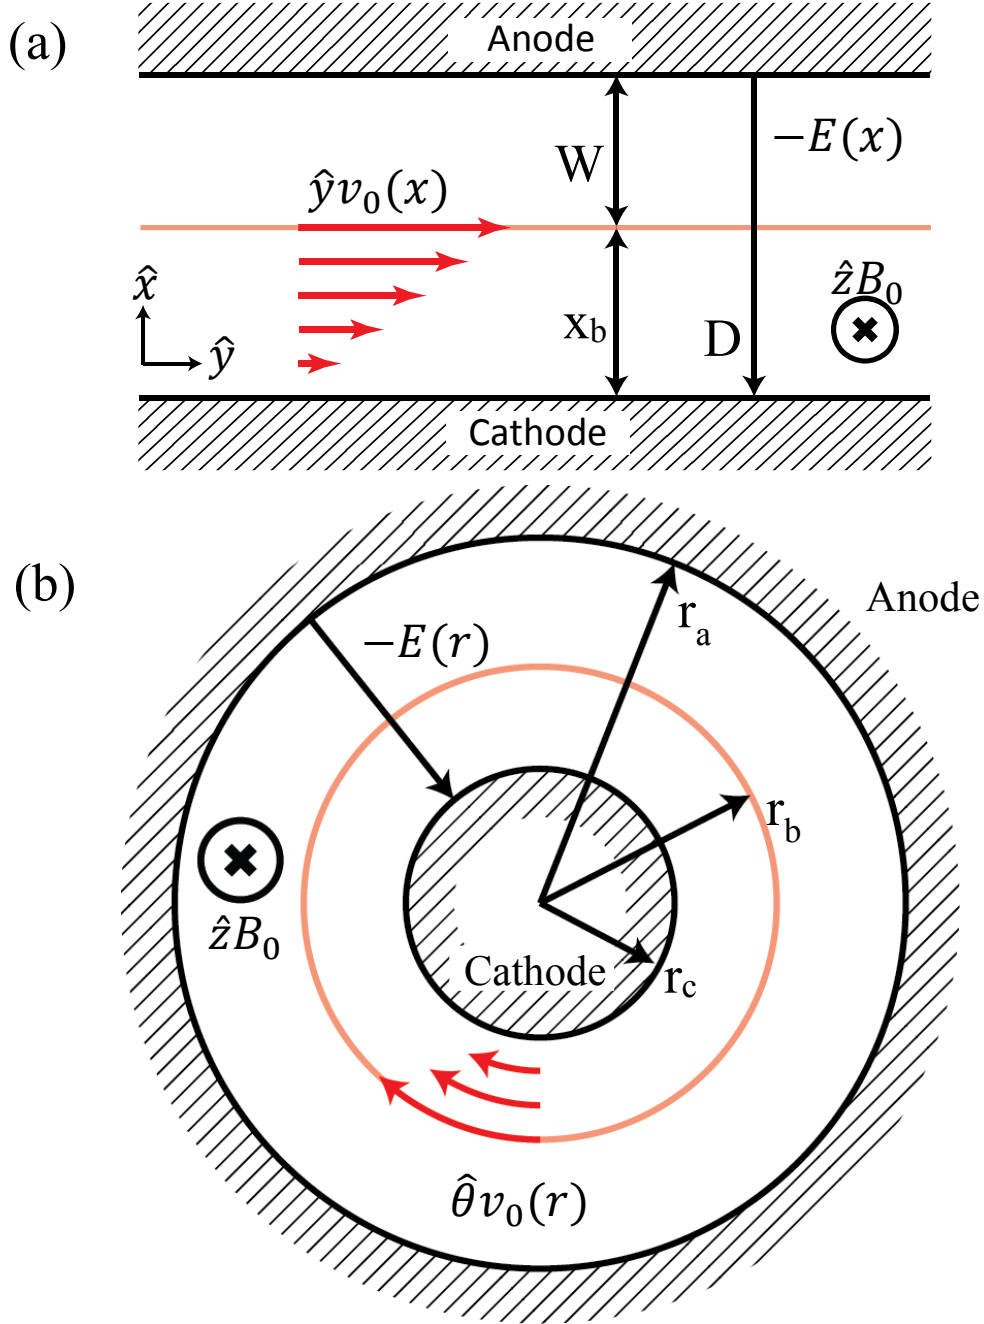 (a)
Anode
−E(x)
W
ŷv₀(x)
x̂
ẑB₀
x_b
D
ŷ
Cathode
(b)
Anode
r_a
−E(r)
r_b
ẑB₀
Cathode
r_c
θ̂v₀(r)